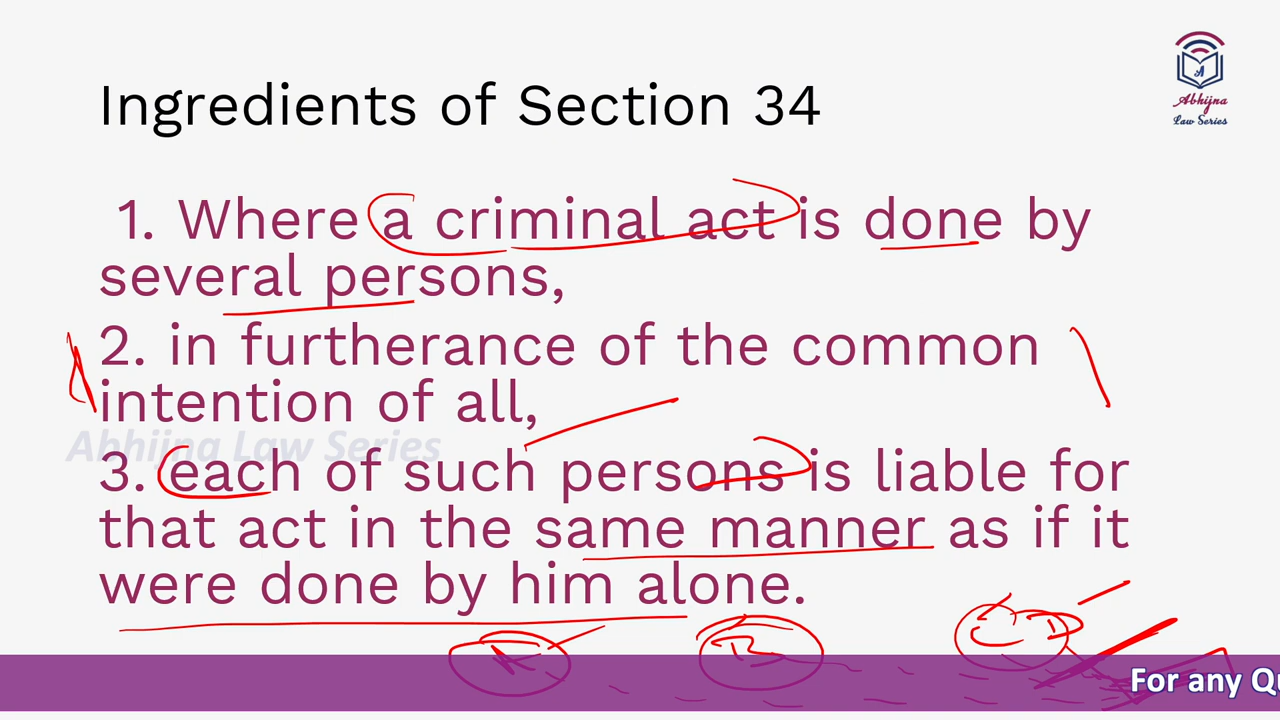 Ingredients of Section 34
A
Abhijna
Law Series
1. Where a criminal act is done by
several persons,
2. in furtherance of the common
intention of all,
Abhijna Law Series
3. each of such persons is liable for
that act in the same manner as if it
were done by him alone.
A B C D
For any Qu